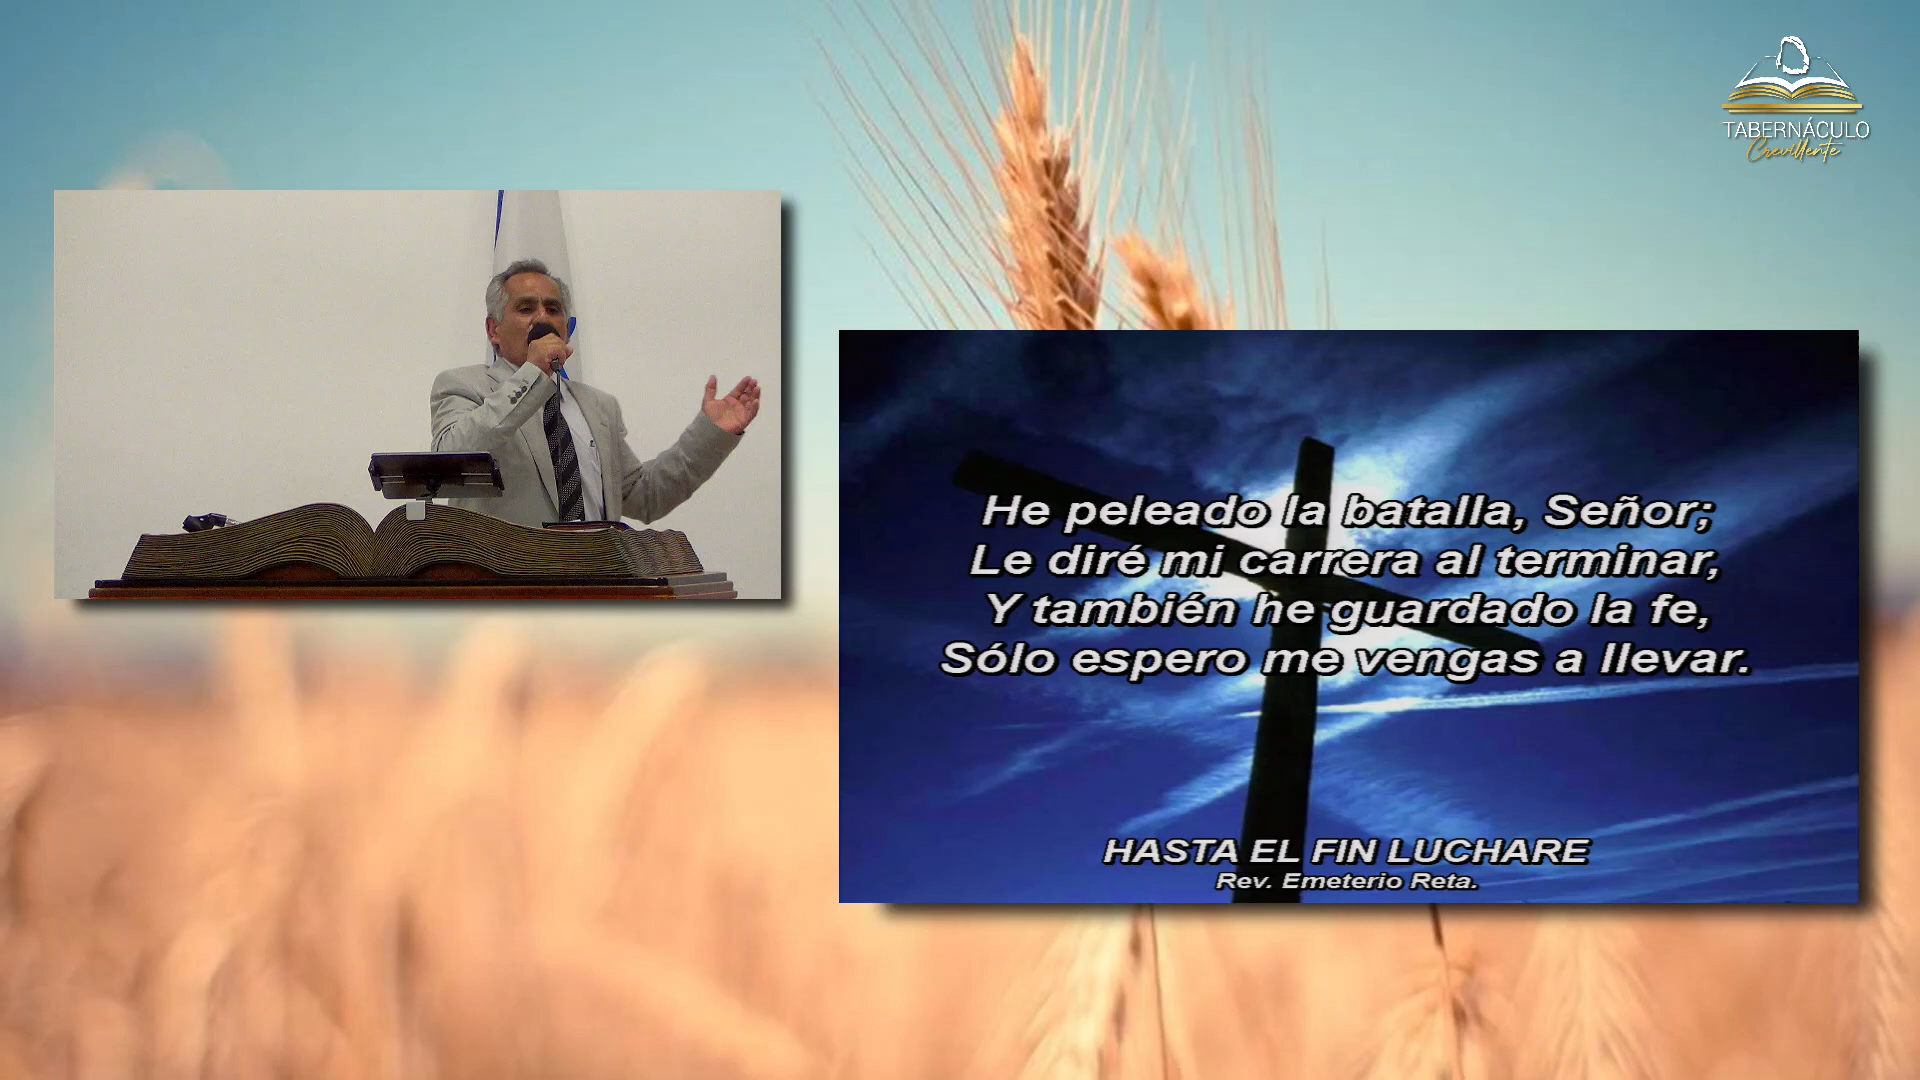 TABERNÁCULO
Crevillente
He peleado la batalla, Señor;
Le diré mi carrera al terminar,
Y también he guardado la fe,
Sólo espero me vengas a llevar.
HASTA EL FIN LUCHARE
Rev. Emeterio Reta.